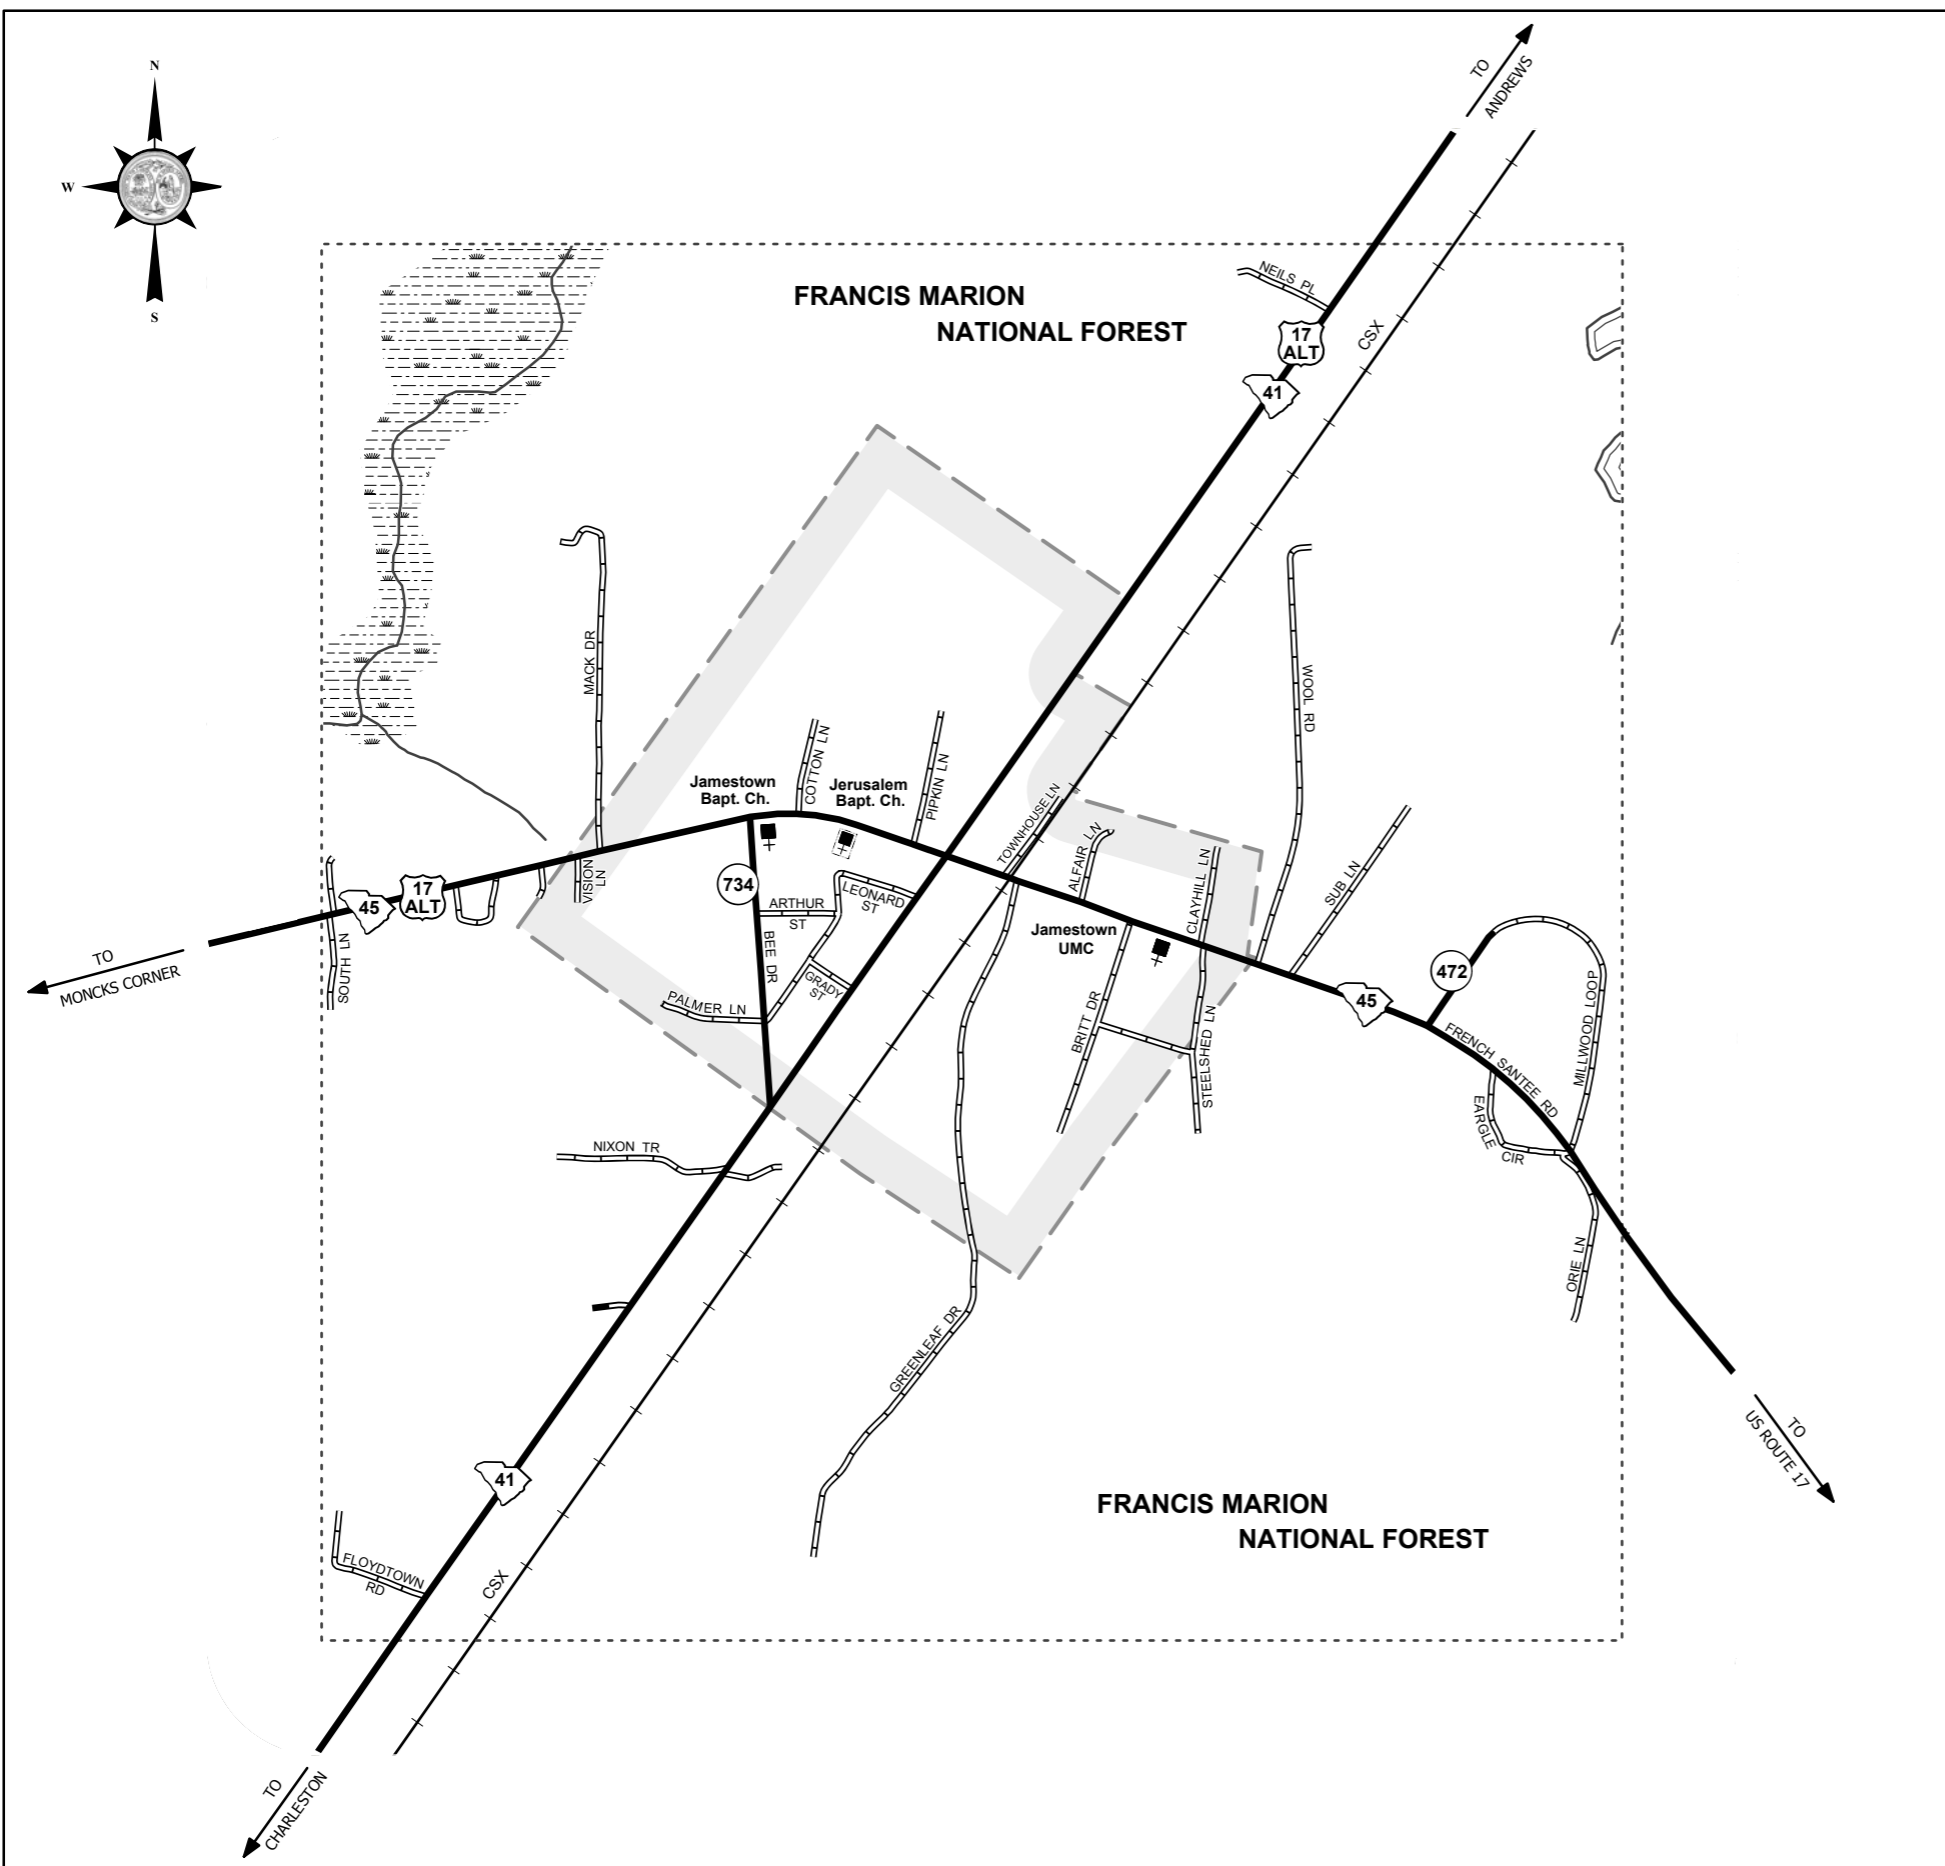 N
W
S
TO
ANDREWS
FRANCIS MARION
NATIONAL FOREST
NEILS PL
17
ALT
41
CSX
MACK DR
WOOL RD
COTTON LN
PIPKIN LN
Jamestown
Bapt. Ch.
Jerusalem
Bapt. Ch.
TOWNHOUSE LN
ALFAIR LN
CLAYHILL LN
SUB LN
VISION
LN
734
LEONARD
ST
ARTHUR
ST
17
ALT
45
BEE DR
Jamestown
UMC
472
SOUTH LN
TO
MONCKS CORNER
GRADY
ST
PALMER LN
BRITT DR
STEELSHED LN
45
FRENCH SANTEE RD
MILLWOOD LOOP
EARGLE
CIR
NIXON TR
ORIE LN
GREENLEAF DR
TO
US ROUTE 17
41
FRANCIS MARION
NATIONAL FOREST
FLOYDTOWN
RD
CSX
TO
CHARLESTON